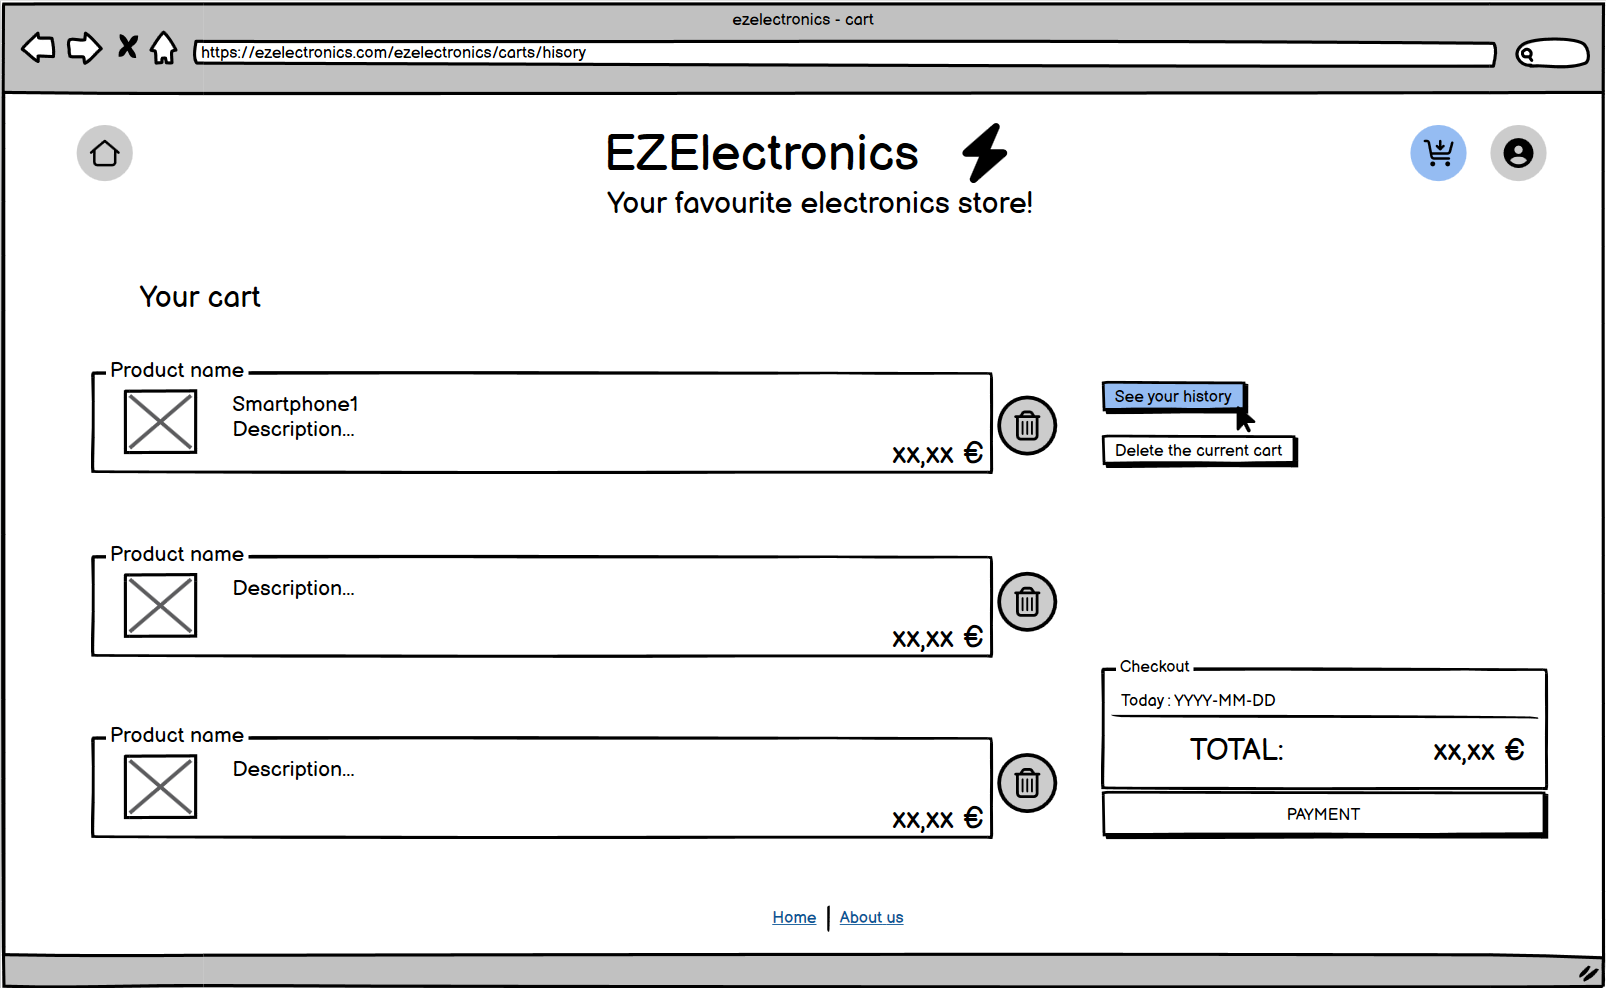 ezelectronics - cart
https://ezelectronics.com/ezelectronics/carts/hisory
EZElectronics
Your favourite electronics store!
Your cart
Product name
Smartphone1
Description...
xx,xx €
See your history
Delete the current cart
Product name
Description...
xx,xx €
Product name
Description...
xx,xx €
Checkout
Today : YYYY-MM-DD
TOTAL: xx,xx €
PAYMENT
Home | About us